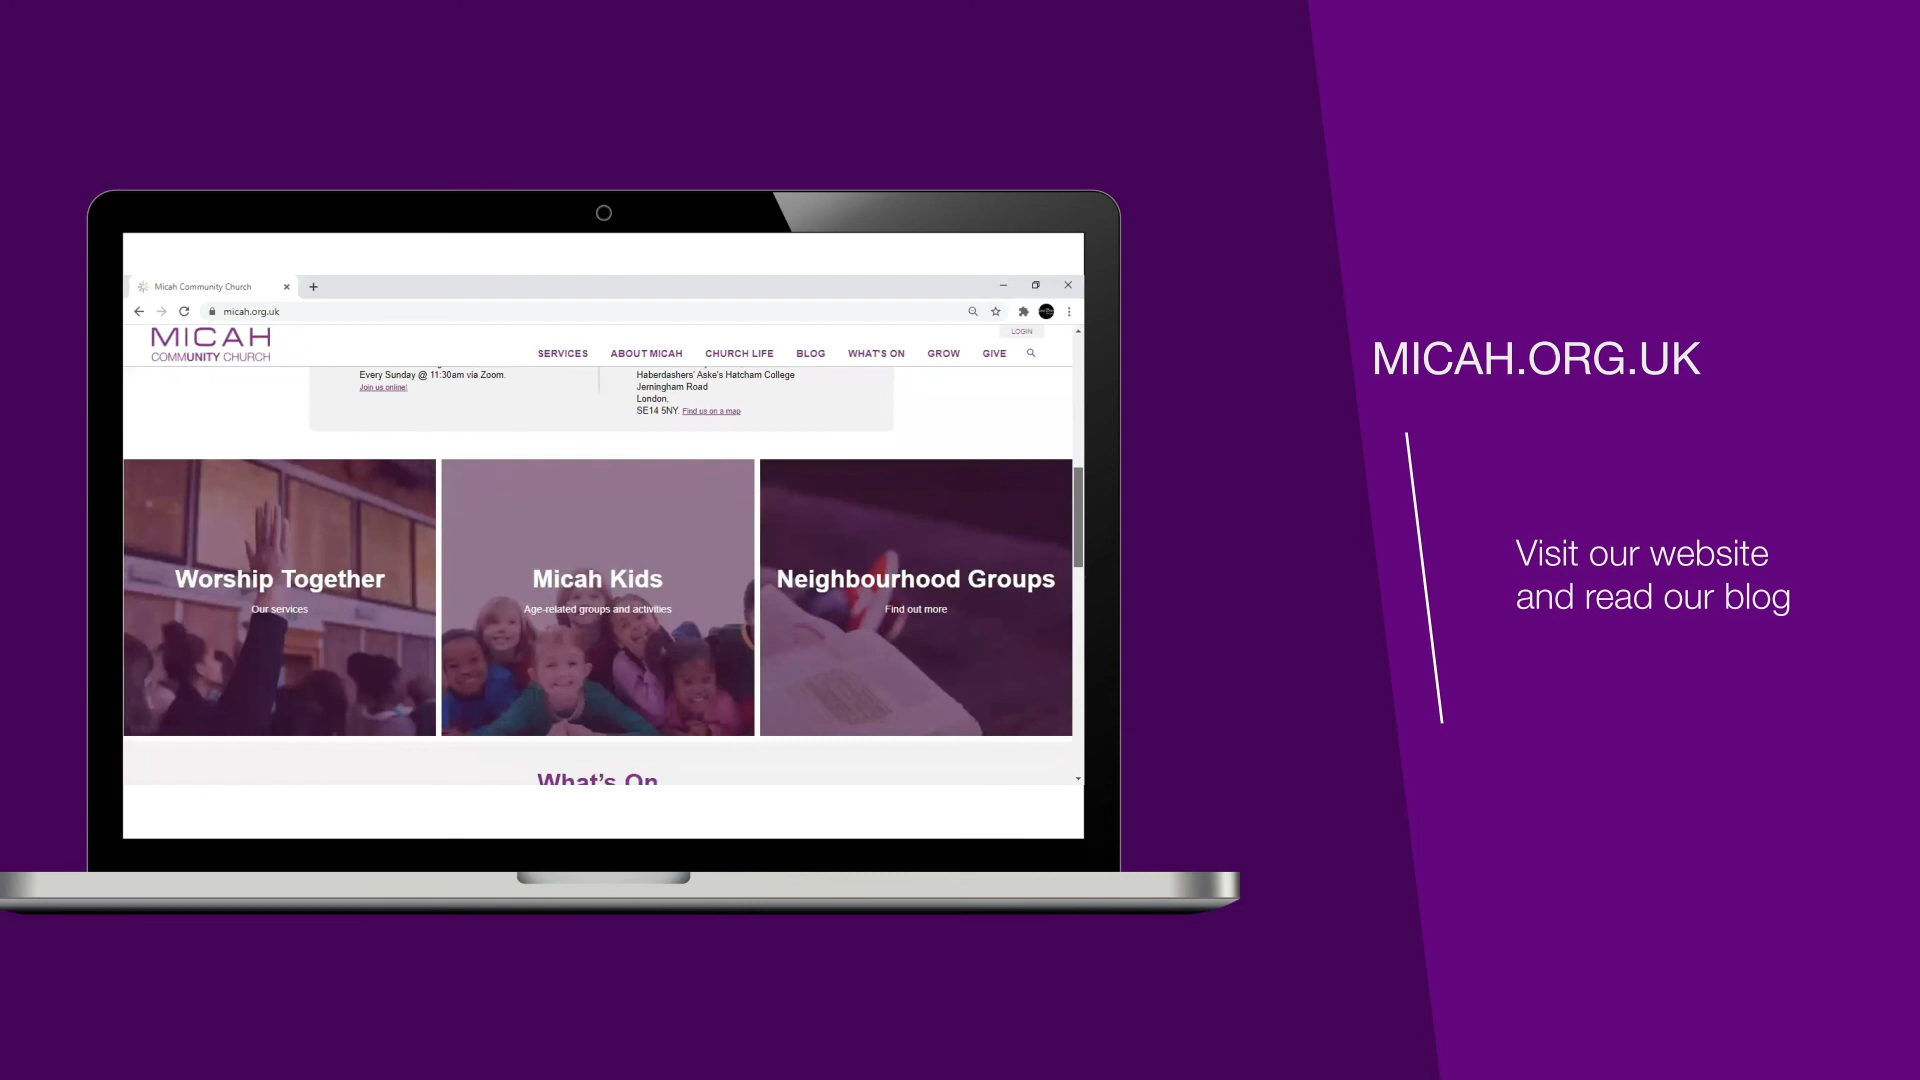 Micah Community Church
micah.org.uk
MICAH
COMMUNITY CHURCH
LOGIN
SERVICES ABOUT MICAH CHURCH LIFE BLOG WHAT'S ON GROW GIVE
Every Sunday @ 11:30am via Zoom.
Join us online!
Haberdashers' Aske's Hatcham College
Jerningham Road
London,
SE14 5NY. Find us on a map
Worship Together
Our services
Micah Kids
Age-related groups and activities
Neighbourhood Groups
Find out more
What's On
MICAH.ORG.UK
Visit our website
and read our blog